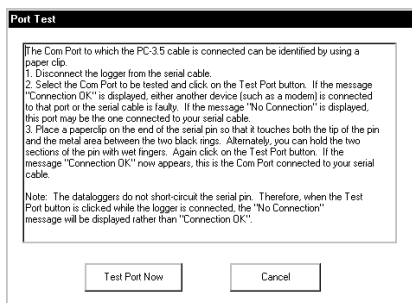 Port Test
The Com Port to which the PC-3.5 cable is connected can be identified by using a
paper clip.
1. Disconnect the logger from the serial cable.
2. Select the Com Port to be tested and click on the Test Port button.  If the message
"Connection OK" is displayed, either another device (such as a modem) is connected
to that port or the serial cable is faulty.  If the message "No Connection" is displayed,
this port may be the one connected to your serial cable.
3. Place a paperclip on the end of the serial pin so that it touches both the tip of the pin
and the metal area between the two black rings.  Alternately, you can hold the two
sections of the pin with wet fingers.  Again click on the Test Port button.  If the
message "Connection OK" now appears, this is the Com Port connected to your serial
cable.
Note:  The dataloggers do not short-circuit the serial pin.  Therefore, when the Test
Port button is clicked while the logger is connected, the "No Connection"
message will be displayed rather than "Connection OK".
Test Port Now
Cancel